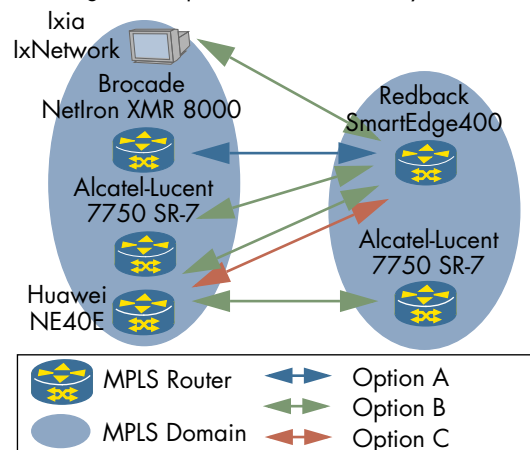 Ixia
IxNetwork
Brocade
NetIron XMR 8000
Redback
SmartEdge400
Alcatel-Lucent
7750 SR-7
Alcatel-Lucent
7750 SR-7
Huawei
NE40E
MPLS Router
Option A
Option B
MPLS Domain
Option C